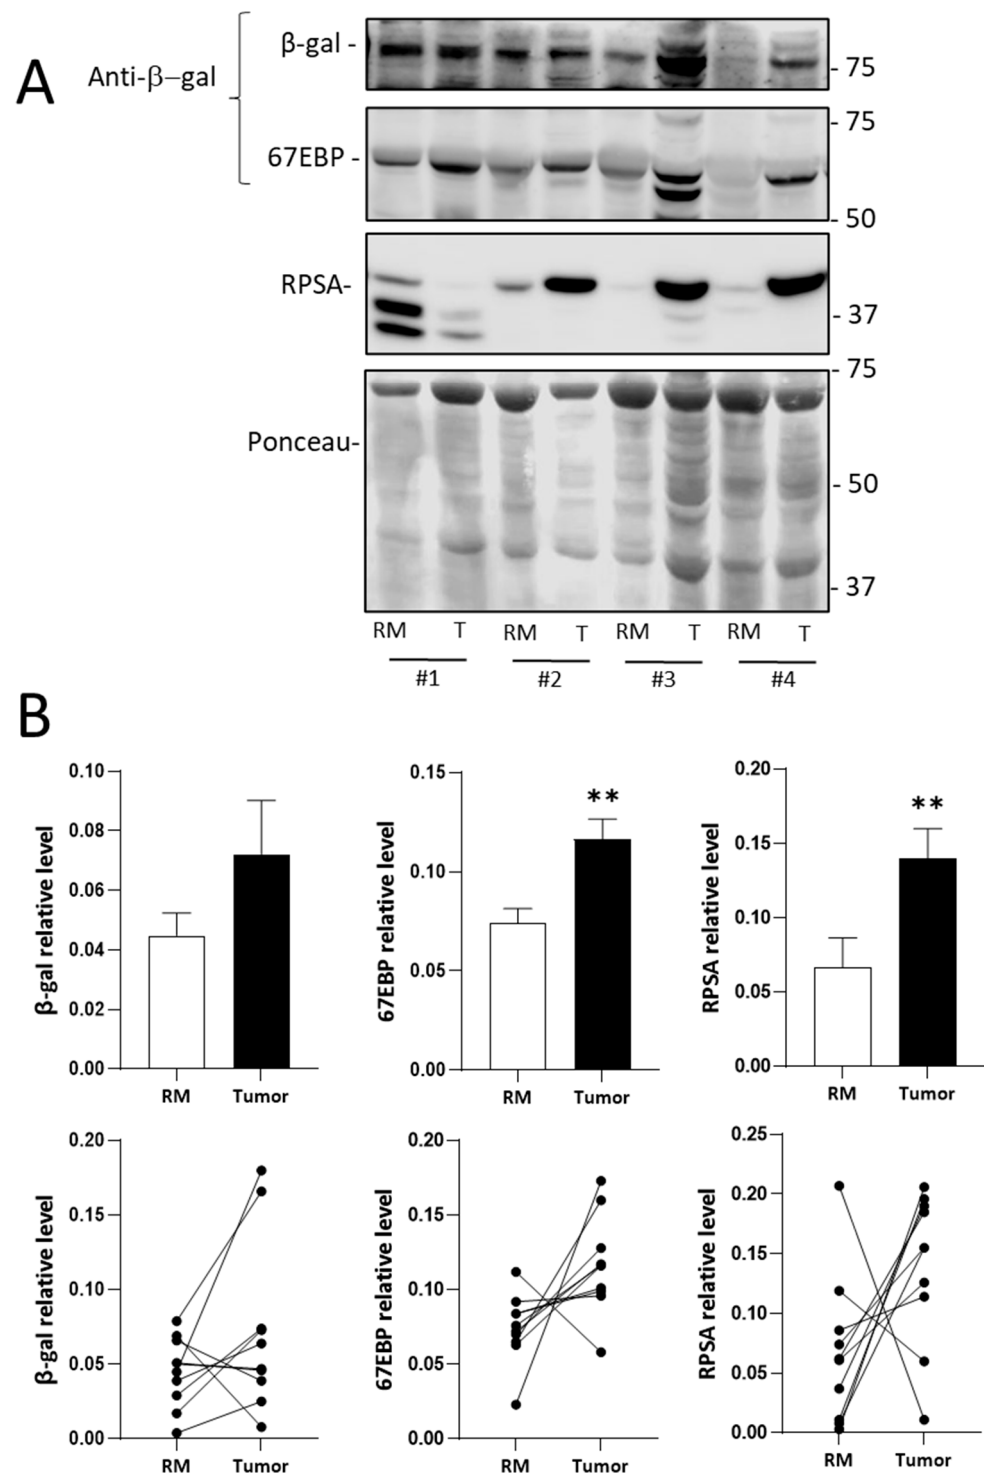 A
Anti-β–gal
β-gal -
- 75
67EBP -
- 75
- 50
RPSA-
- 37
Ponceau-
- 75
- 50
- 37
RM T RM T RM T RM T
#1 #2 #3 #4
B
β-gal relative level
0.10
0.08
0.06
0.04
0.02
0.00
RM Tumor
67EBP relative level
0.15
0.10
0.05
0.00
**
RM Tumor
RPSA relative level
0.20
0.15
0.10
0.05
0.00
**
RM Tumor
β-gal relative level
0.20
0.15
0.10
0.05
0.00
RM Tumor
67EBP relative level
0.20
0.15
0.10
0.05
0.00
RM Tumor
RPSA relative level
0.25
0.20
0.15
0.10
0.05
0.00
RM Tumor